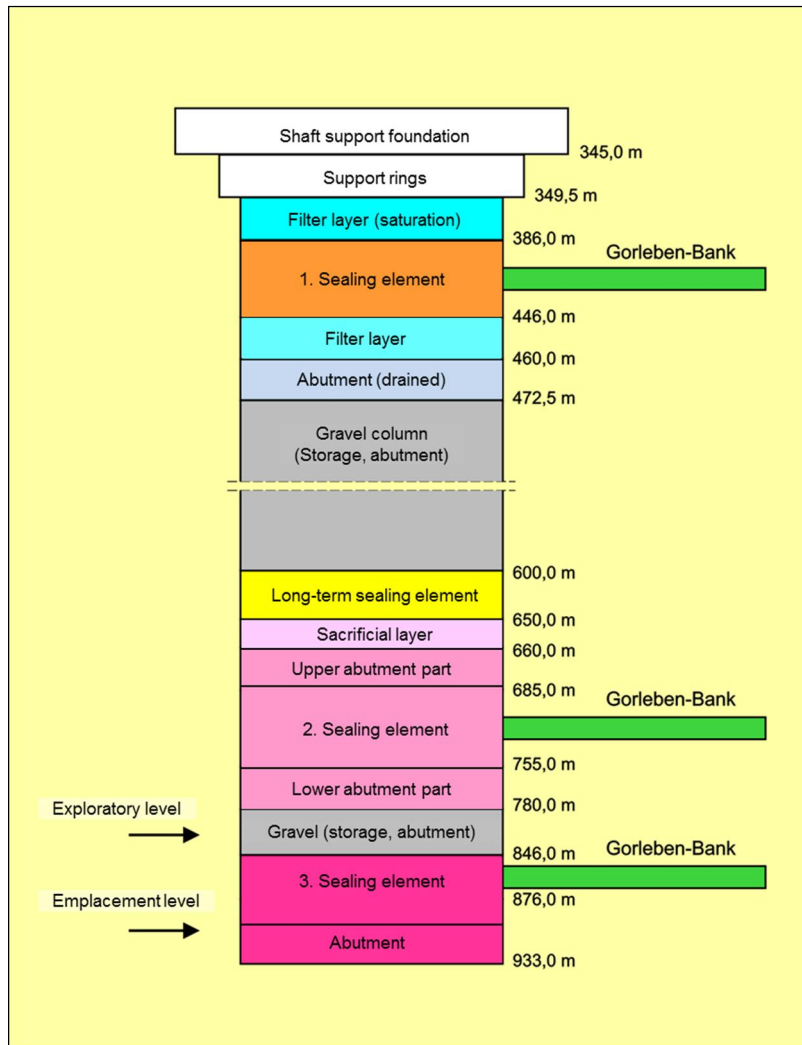 Shaft support foundation
345,0 m
Support rings
349,5 m
Filter layer (saturation)
386,0 m
Gorleben-Bank
1. Sealing element
446,0 m
Filter layer
460,0 m
Abutment (drained)
472,5 m
Gravel column
(Storage, abutment)
600,0 m
Long-term sealing element
650,0 m
Sacrificial layer
660,0 m
Upper abutment part
685,0 m
Gorleben-Bank
2. Sealing element
755,0 m
Lower abutment part
780,0 m
Exploratory level
Gravel (storage, abutment)
846,0 m
Gorleben-Bank
3. Sealing element
876,0 m
Emplacement level
Abutment
933,0 m